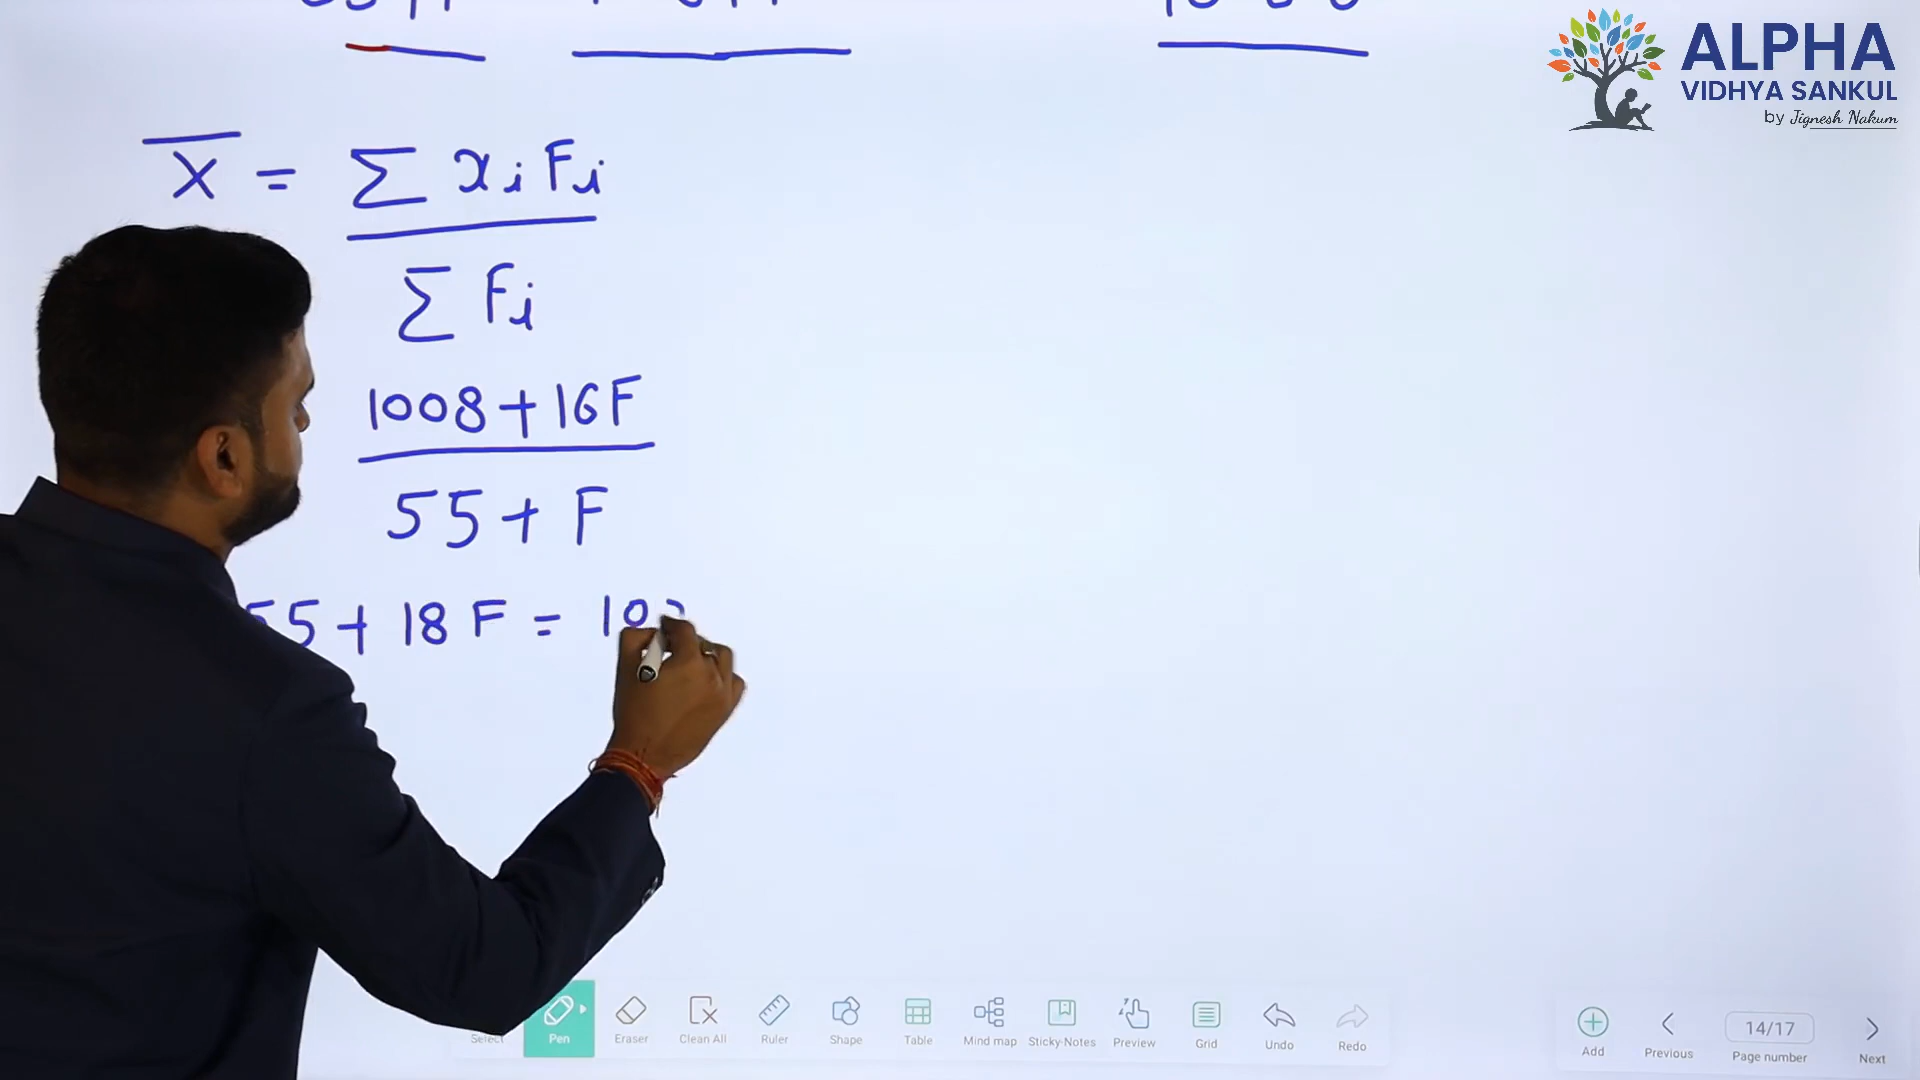 ALPHA
VIDHYA SANKUL
by Jignesh Nakum
X̄ = Σ xi Fi
Σ Fi
1008 + 16F
55 + F
55 + 18 F = 10
Select
Pen
Eraser
Clean All
Ruler
Shape
Table
Mind map
Sticky-Notes
Preview
Grid
Undo
Redo
Add
Previous
14/17
Page number
Next